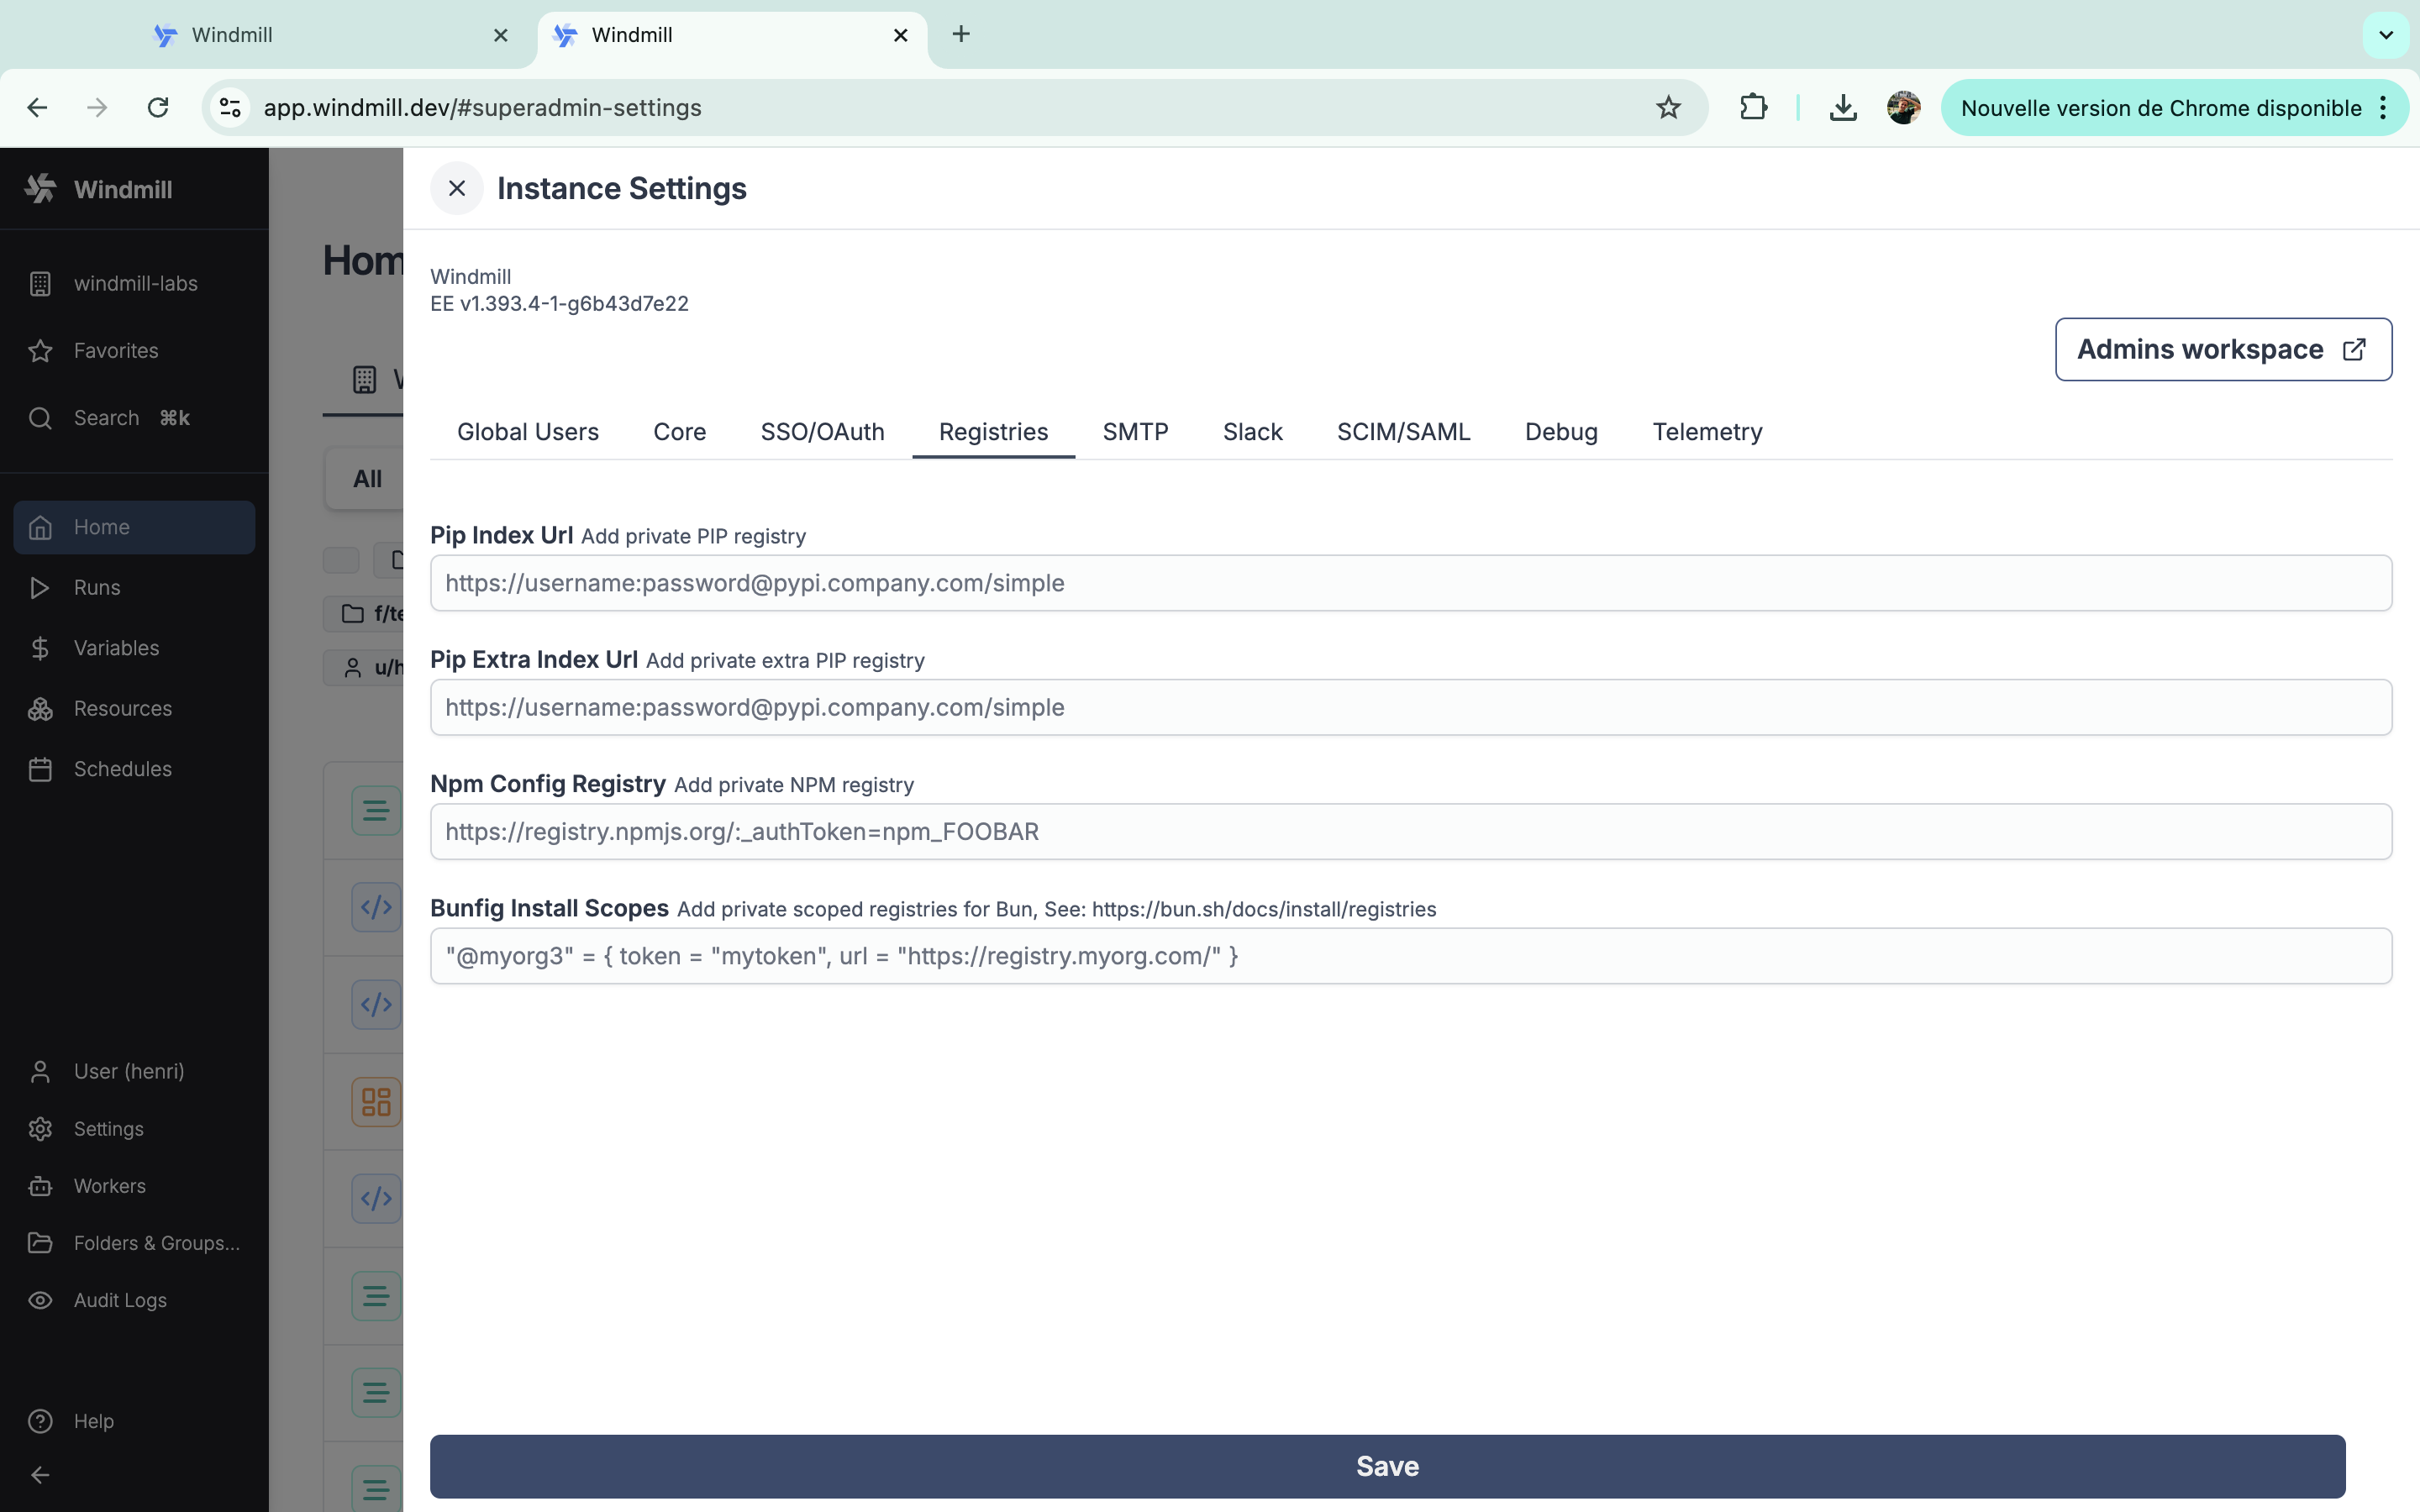 Windmill
Windmill
app.windmill.dev/#superadmin-settings
Nouvelle version de Chrome disponible
Windmill
windmill-labs
Favorites
Search ⌘k
Home
Runs
Variables
Resources
Schedules
User (henri)
Settings
Workers
Folders & Groups...
Audit Logs
Help
Hom
All
f/te
u/h
Instance Settings
Windmill
EE v1.393.4-1-g6b43d7e22
Admins workspace
Global Users Core SSO/OAuth Registries SMTP Slack SCIM/SAML Debug Telemetry
Pip Index Url Add private PIP registry
https://username:password@pypi.company.com/simple
Pip Extra Index Url Add private extra PIP registry
https://username:password@pypi.company.com/simple
Npm Config Registry Add private NPM registry
https://registry.npmjs.org/:_authToken=npm_FOOBAR
Bunfig Install Scopes Add private scoped registries for Bun, See: https://bun.sh/docs/install/registries
"@myorg3" = { token = "mytoken", url = "https://registry.myorg.com/" }
Save